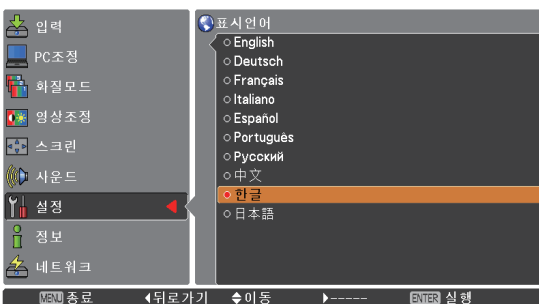 입력
PC조정
화질모드
영상조정
스크린
사운드
설정
정보
네트워크
표시언어
English
Deutsch
Français
Italiano
Español
Português
Русский
中文
한글
日本語
MENU 종료 뒤로가기 이동 ----- ENTER 실행